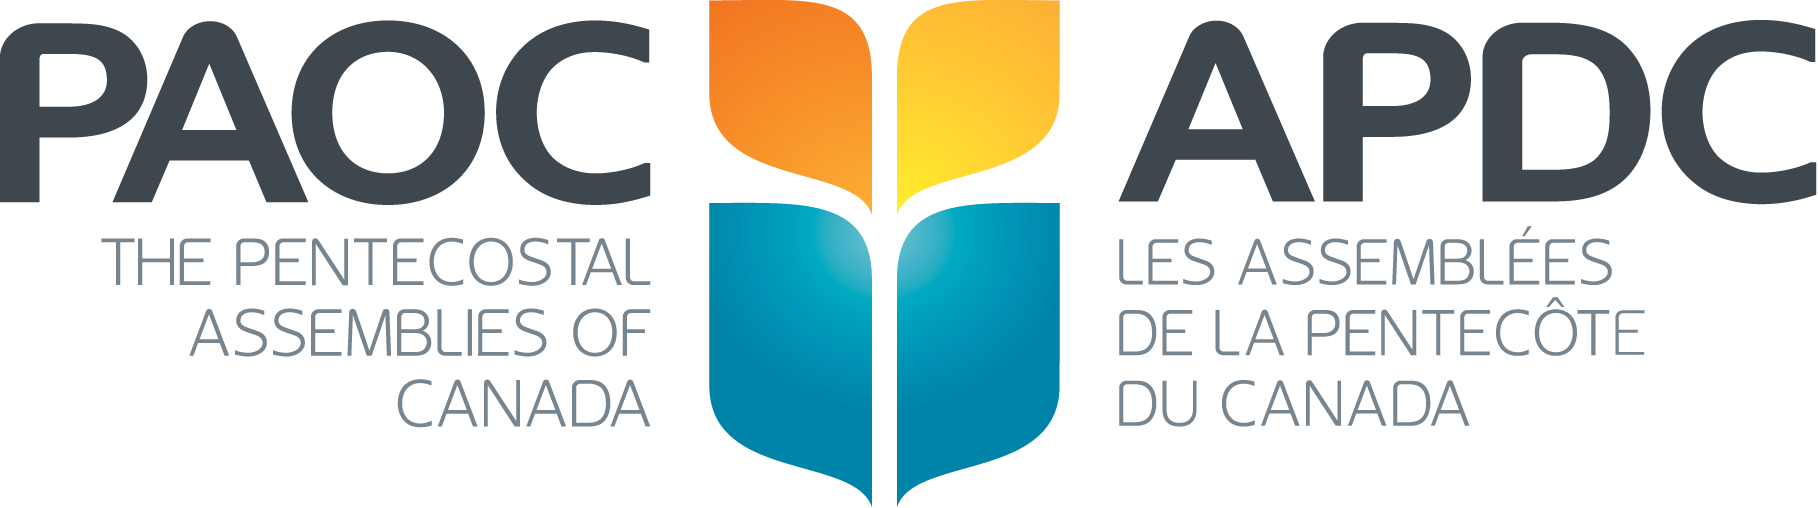 PAOC
THE PENTECOSTAL
ASSEMBLIES OF
CANADA
APDC
LES ASSEMBLÉES
DE LA PENTECÔTE
DU CANADA